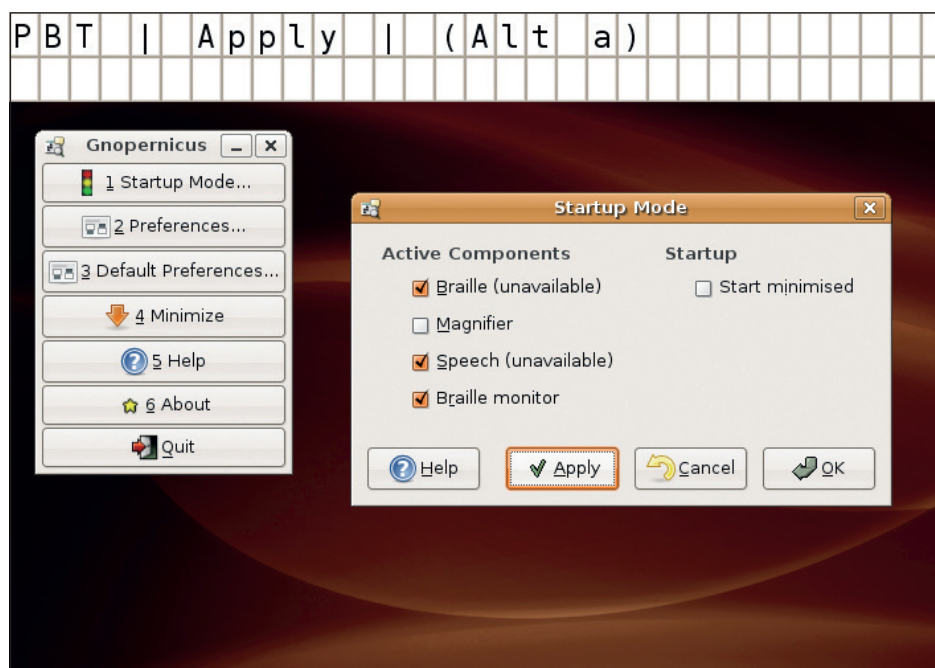 PBT | Apply | (Alt a)
Gnopernicus
1 Startup Mode...
2 Preferences...
3 Default Preferences...
4 Minimize
5 Help
6 About
Quit
Startup Mode
Active Components
Startup
Braille (unavailable)
Start minimised
Magnifier
Speech (unavailable)
Braille monitor
Help
Apply
Cancel
OK